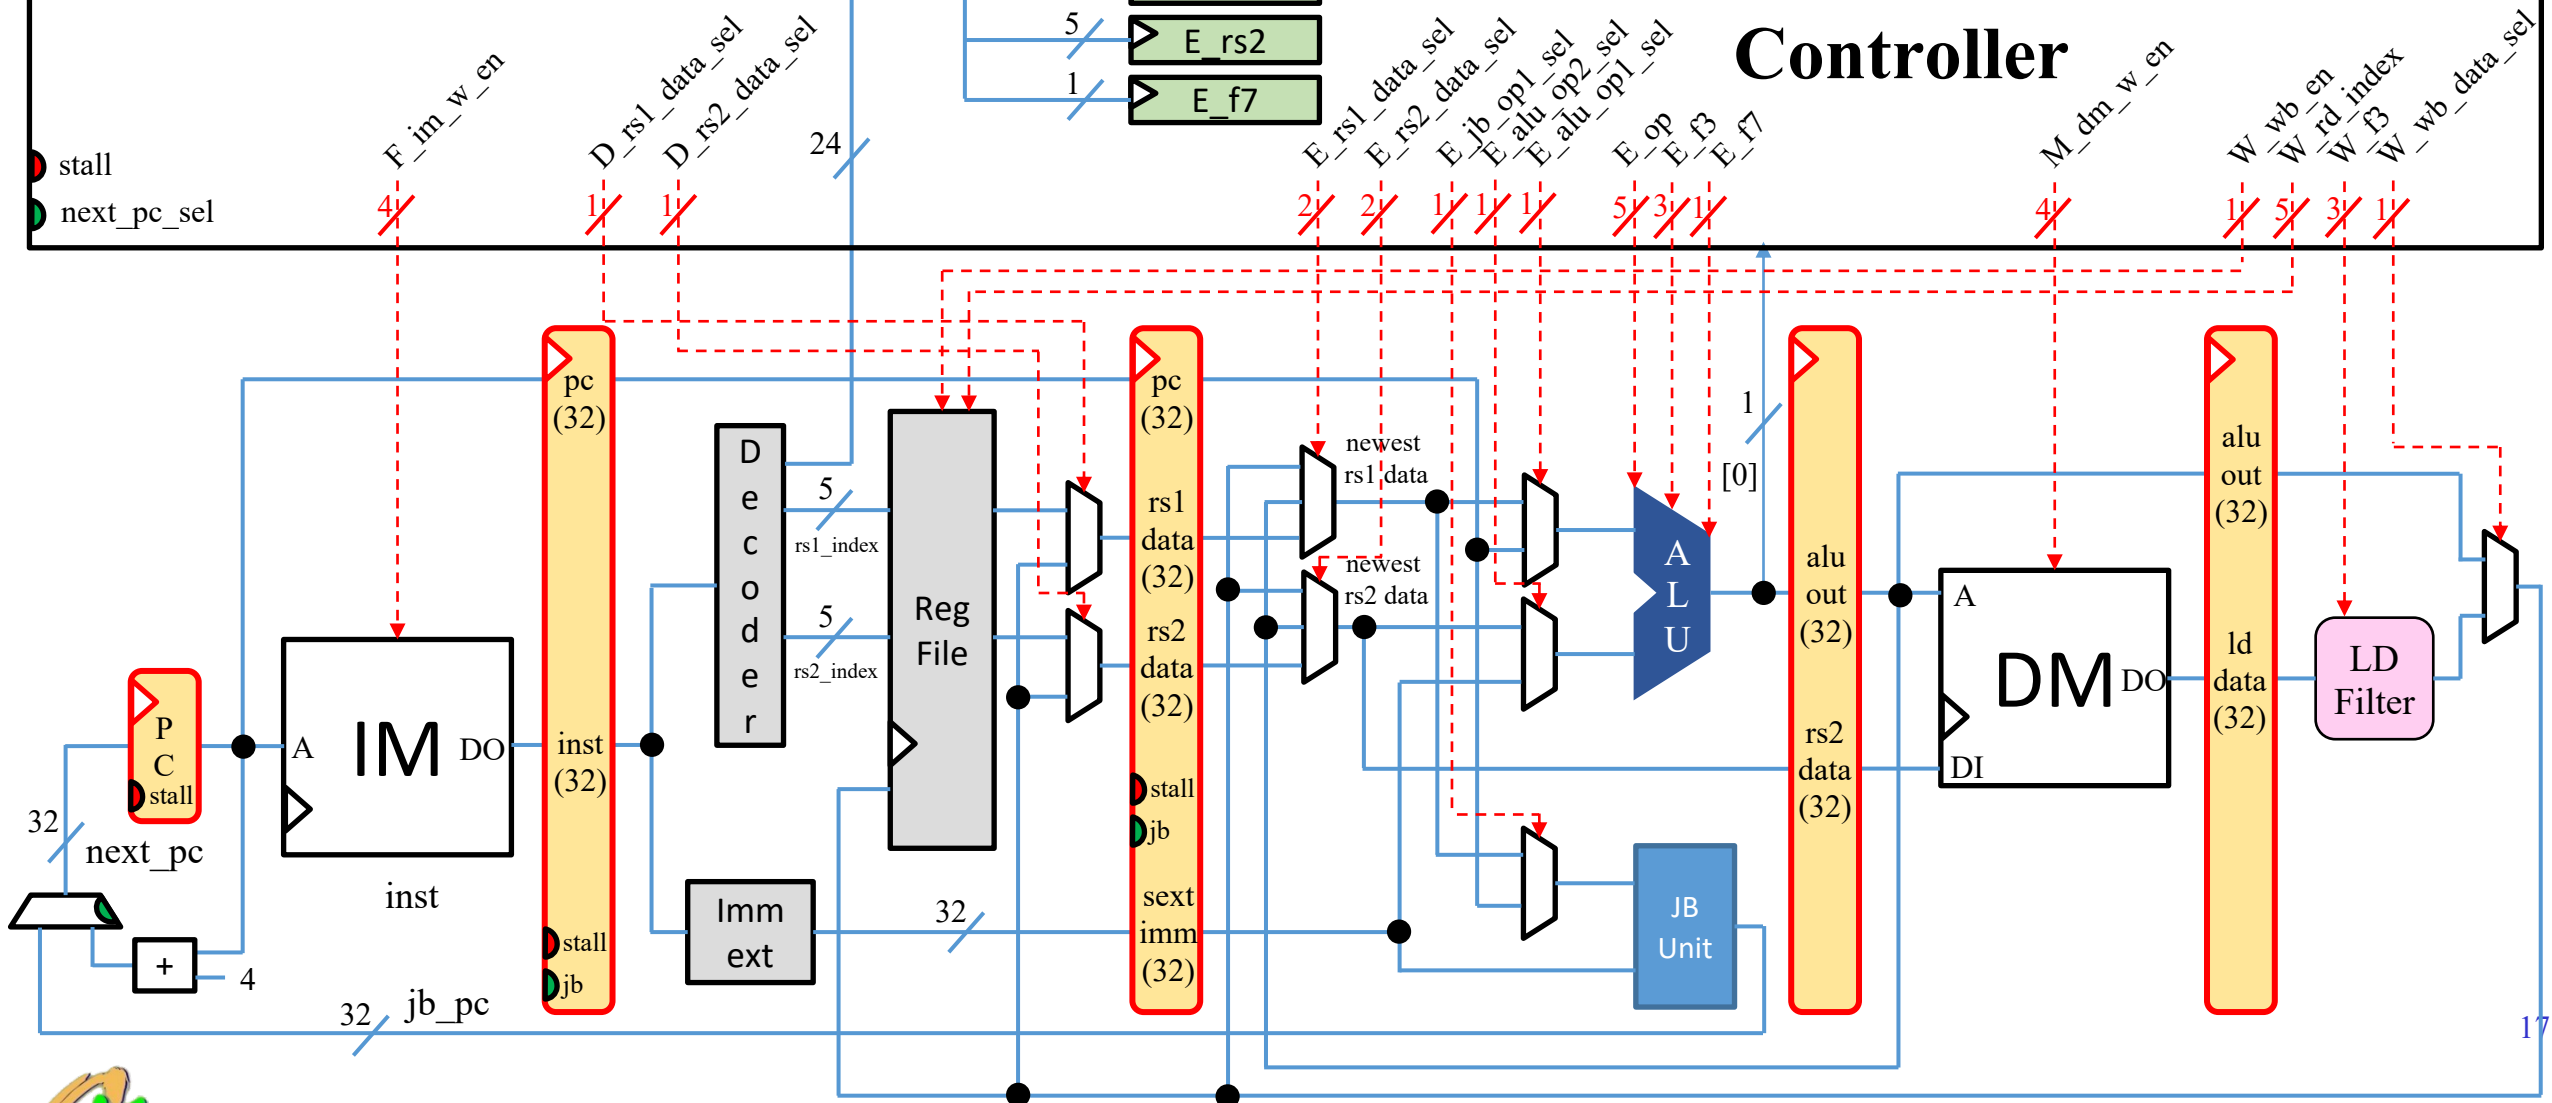 5
E_rs2
1
E_f7
Controller
F_im_w_en
D_rs1_data_sel
D_rs2_data_sel
E_rs1_data_sel
E_rs2_data_sel
E_jb_op1_sel
E_alu_op2_sel
E_alu_op1_sel
E_op
E_f3
E_f7
M_dm_w_en
W_wb_en
W_rd_index
W_f3
W_wb_data_sel
24
stall
next_pc_sel
4
1
1
2
2
1
1
1
5
3
1
4
1
5
3
1
pc
(32)
inst
(32)
stall
jb
Decoder
5
rs1_index
5
rs2_index
Reg
File
pc
(32)
rs1
data
(32)
rs2
data
(32)
stall
jb
sext
imm
(32)
newest
rs1 data
newest
rs2 data
ALU
1
[0]
alu
out
(32)
rs2
data
(32)
A
DM
DO
DI
alu
out
(32)
ld
data
(32)
LD
Filter
PC
stall
A
IM
DO
inst
32
next_pc
+
4
Imm
ext
32
JB
Unit
32
jb_pc
17